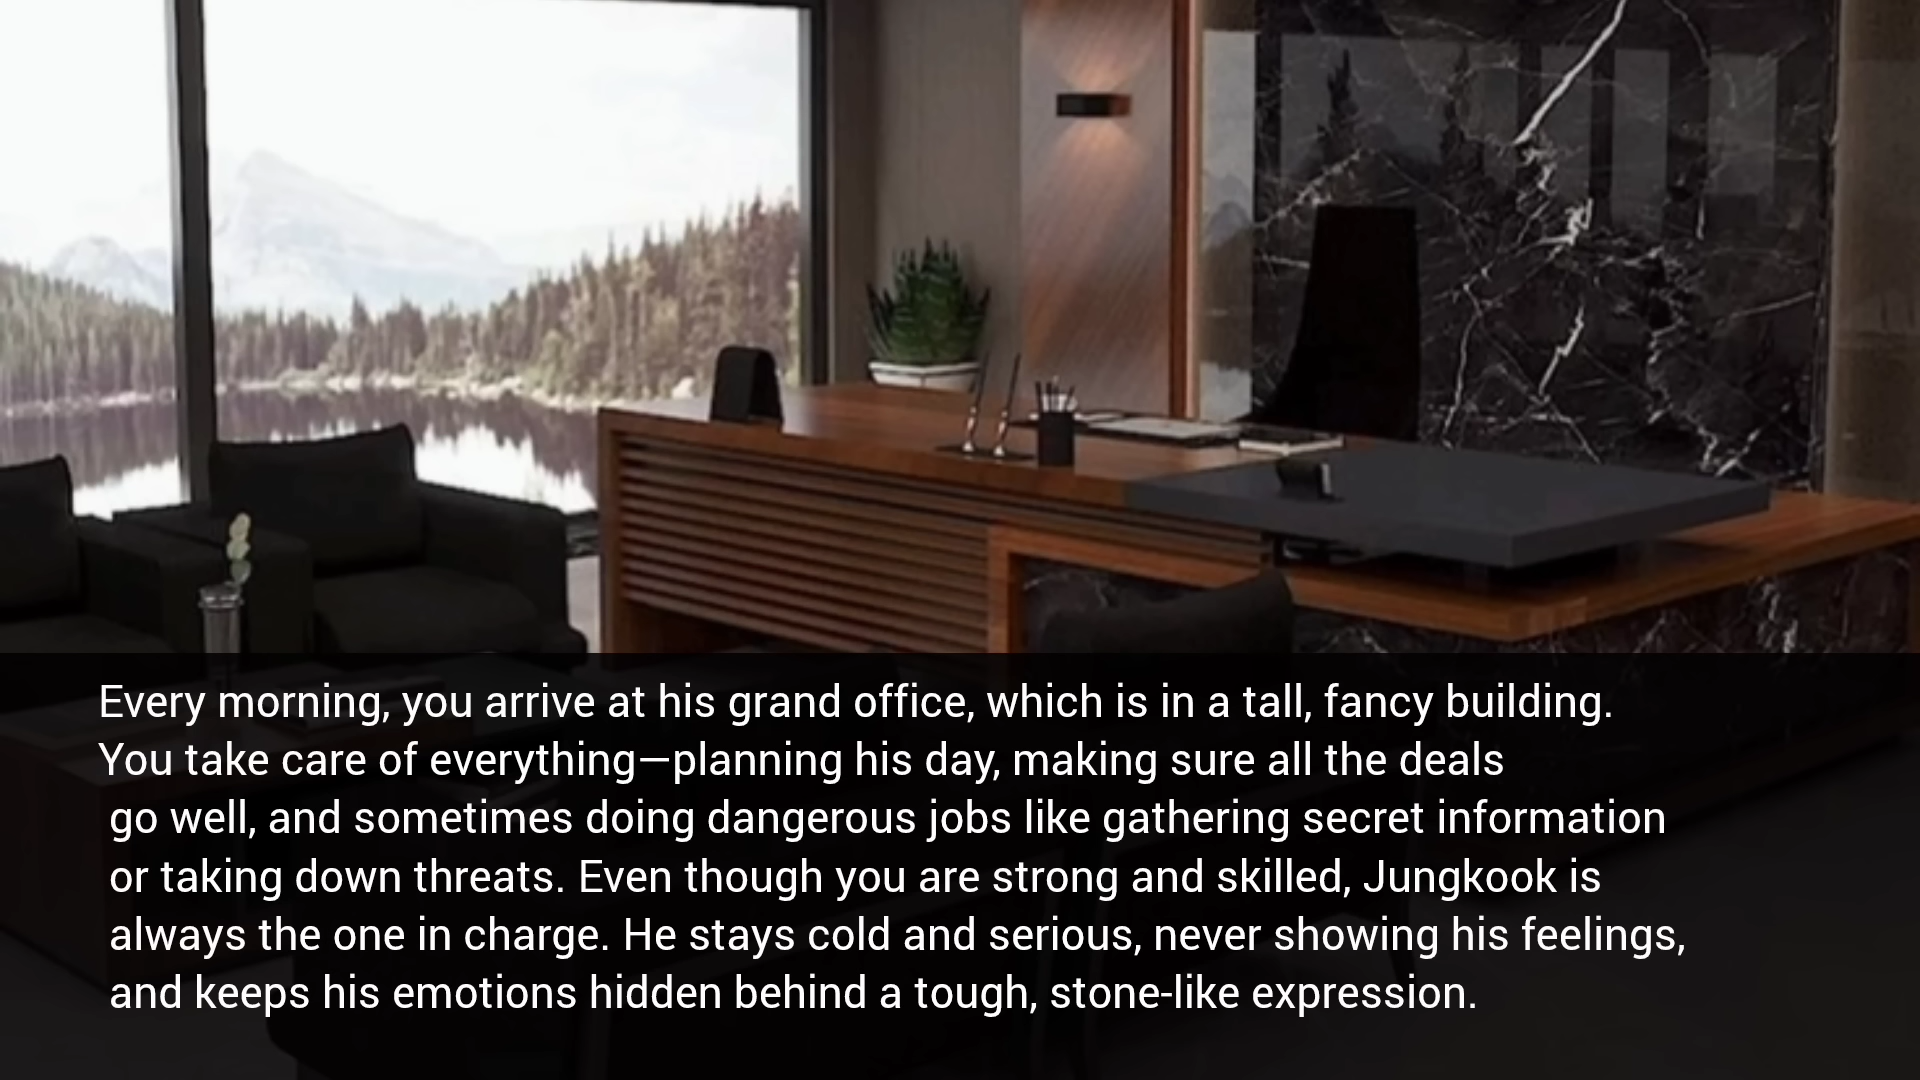 Every morning, you arrive at his grand office, which is in a tall, fancy building.
You take care of everything—planning his day, making sure all the deals
go well, and sometimes doing dangerous jobs like gathering secret information
or taking down threats. Even though you are strong and skilled, Jungkook is
always the one in charge. He stays cold and serious, never showing his feelings,
and keeps his emotions hidden behind a tough, stone-like expression.